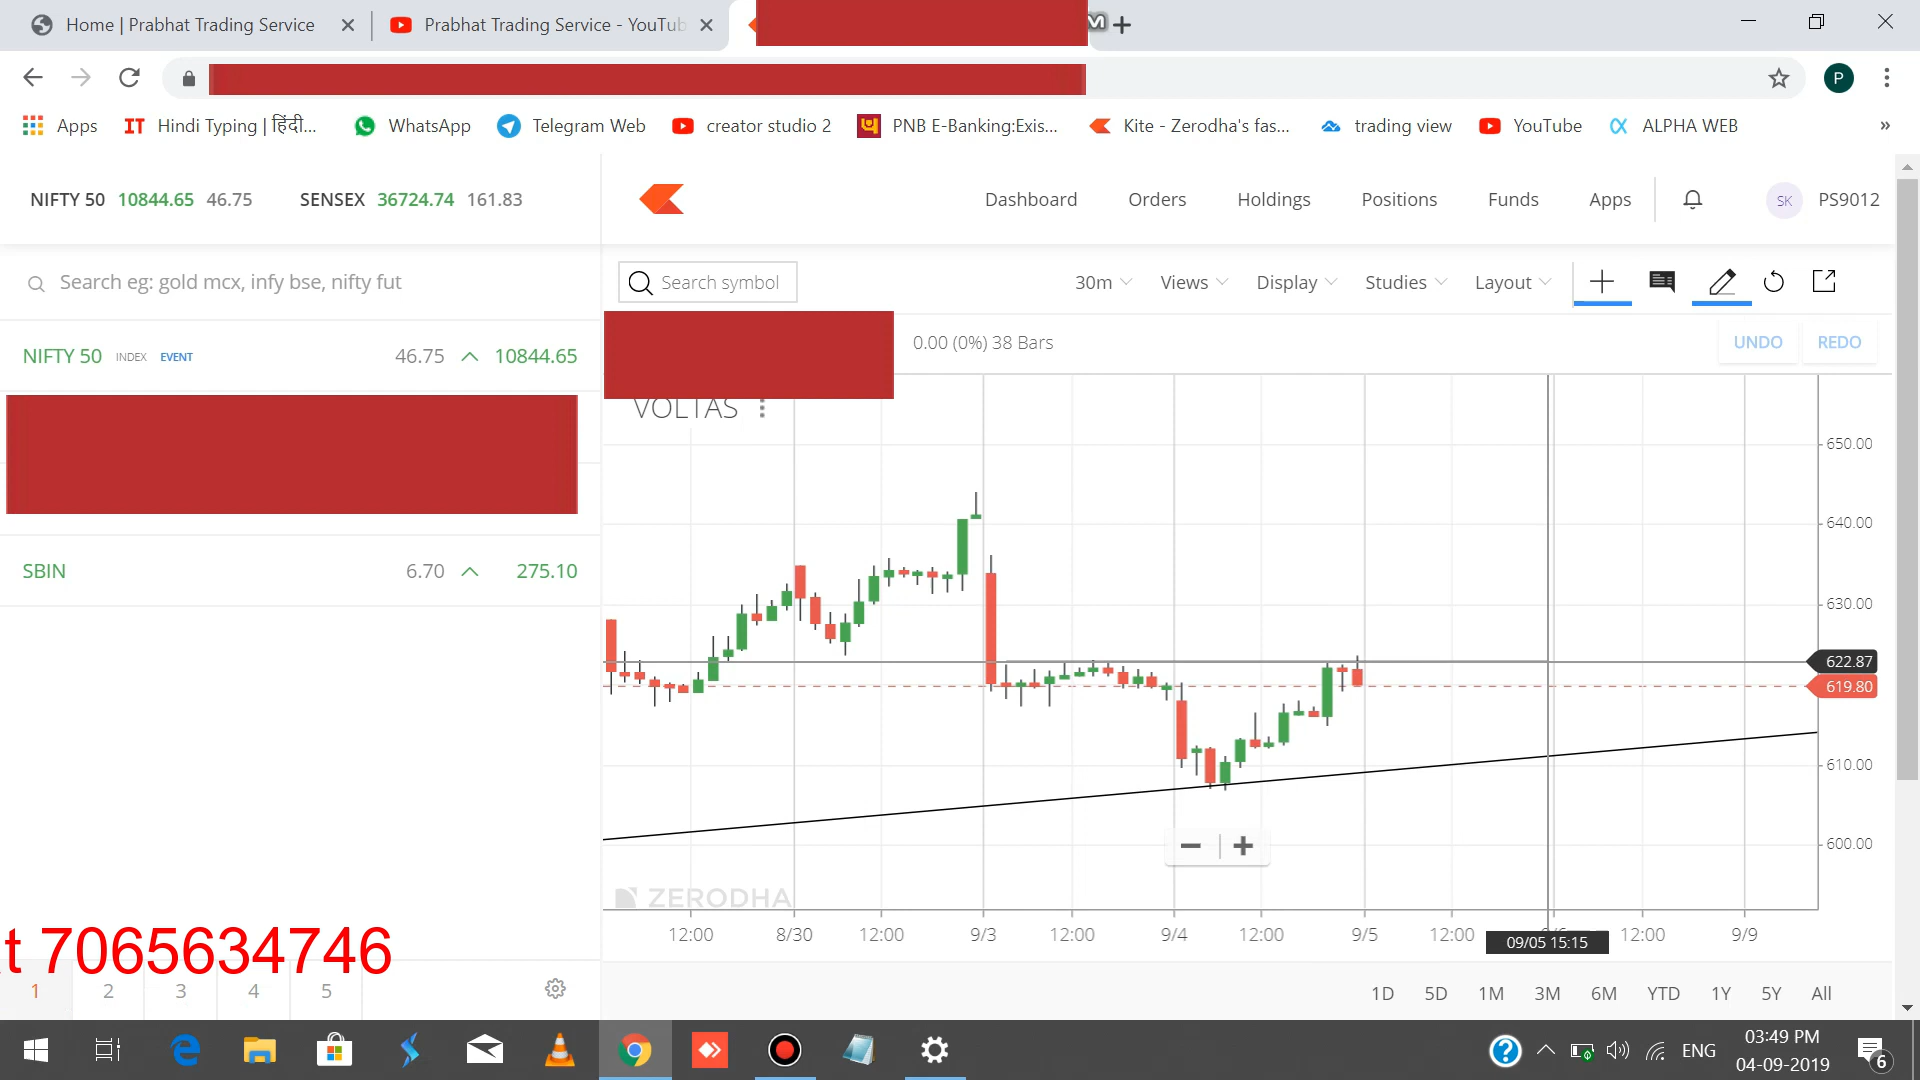 Home | Prabhat Trading Service
Prabhat Trading Service - YouTub
P
Apps
IT Hindi Typing | हिंदी...
WhatsApp
Telegram Web
creator studio 2
PNB E-Banking:Exis...
Kite - Zerodha's fas...
trading view
YouTube
ALPHA WEB
»
NIFTY 50 10844.65 46.75
SENSEX 36724.74 161.83
Dashboard
Orders
Holdings
Positions
Funds
Apps
SK
PS9012
Search eg: gold mcx, infy bse, nifty fut
Search symbol
30m
Views
Display
Studies
Layout
NIFTY 50 INDEX EVENT 46.75 10844.65
0.00 (0%) 38 Bars
UNDO
REDO
VOLTAS
SBIN 6.70 275.10
650.00
640.00
630.00
622.87
619.80
610.00
600.00
ZERODHA
12:00 8/30 12:00 9/3 12:00 9/4 12:00 9/5 12:00 12:00 9/9
09/05 15:15
t 7065634746
1 2 3 4 5
1D 5D 1M 3M 6M YTD 1Y 5Y All
ENG
03:49 PM
04-09-2019
6